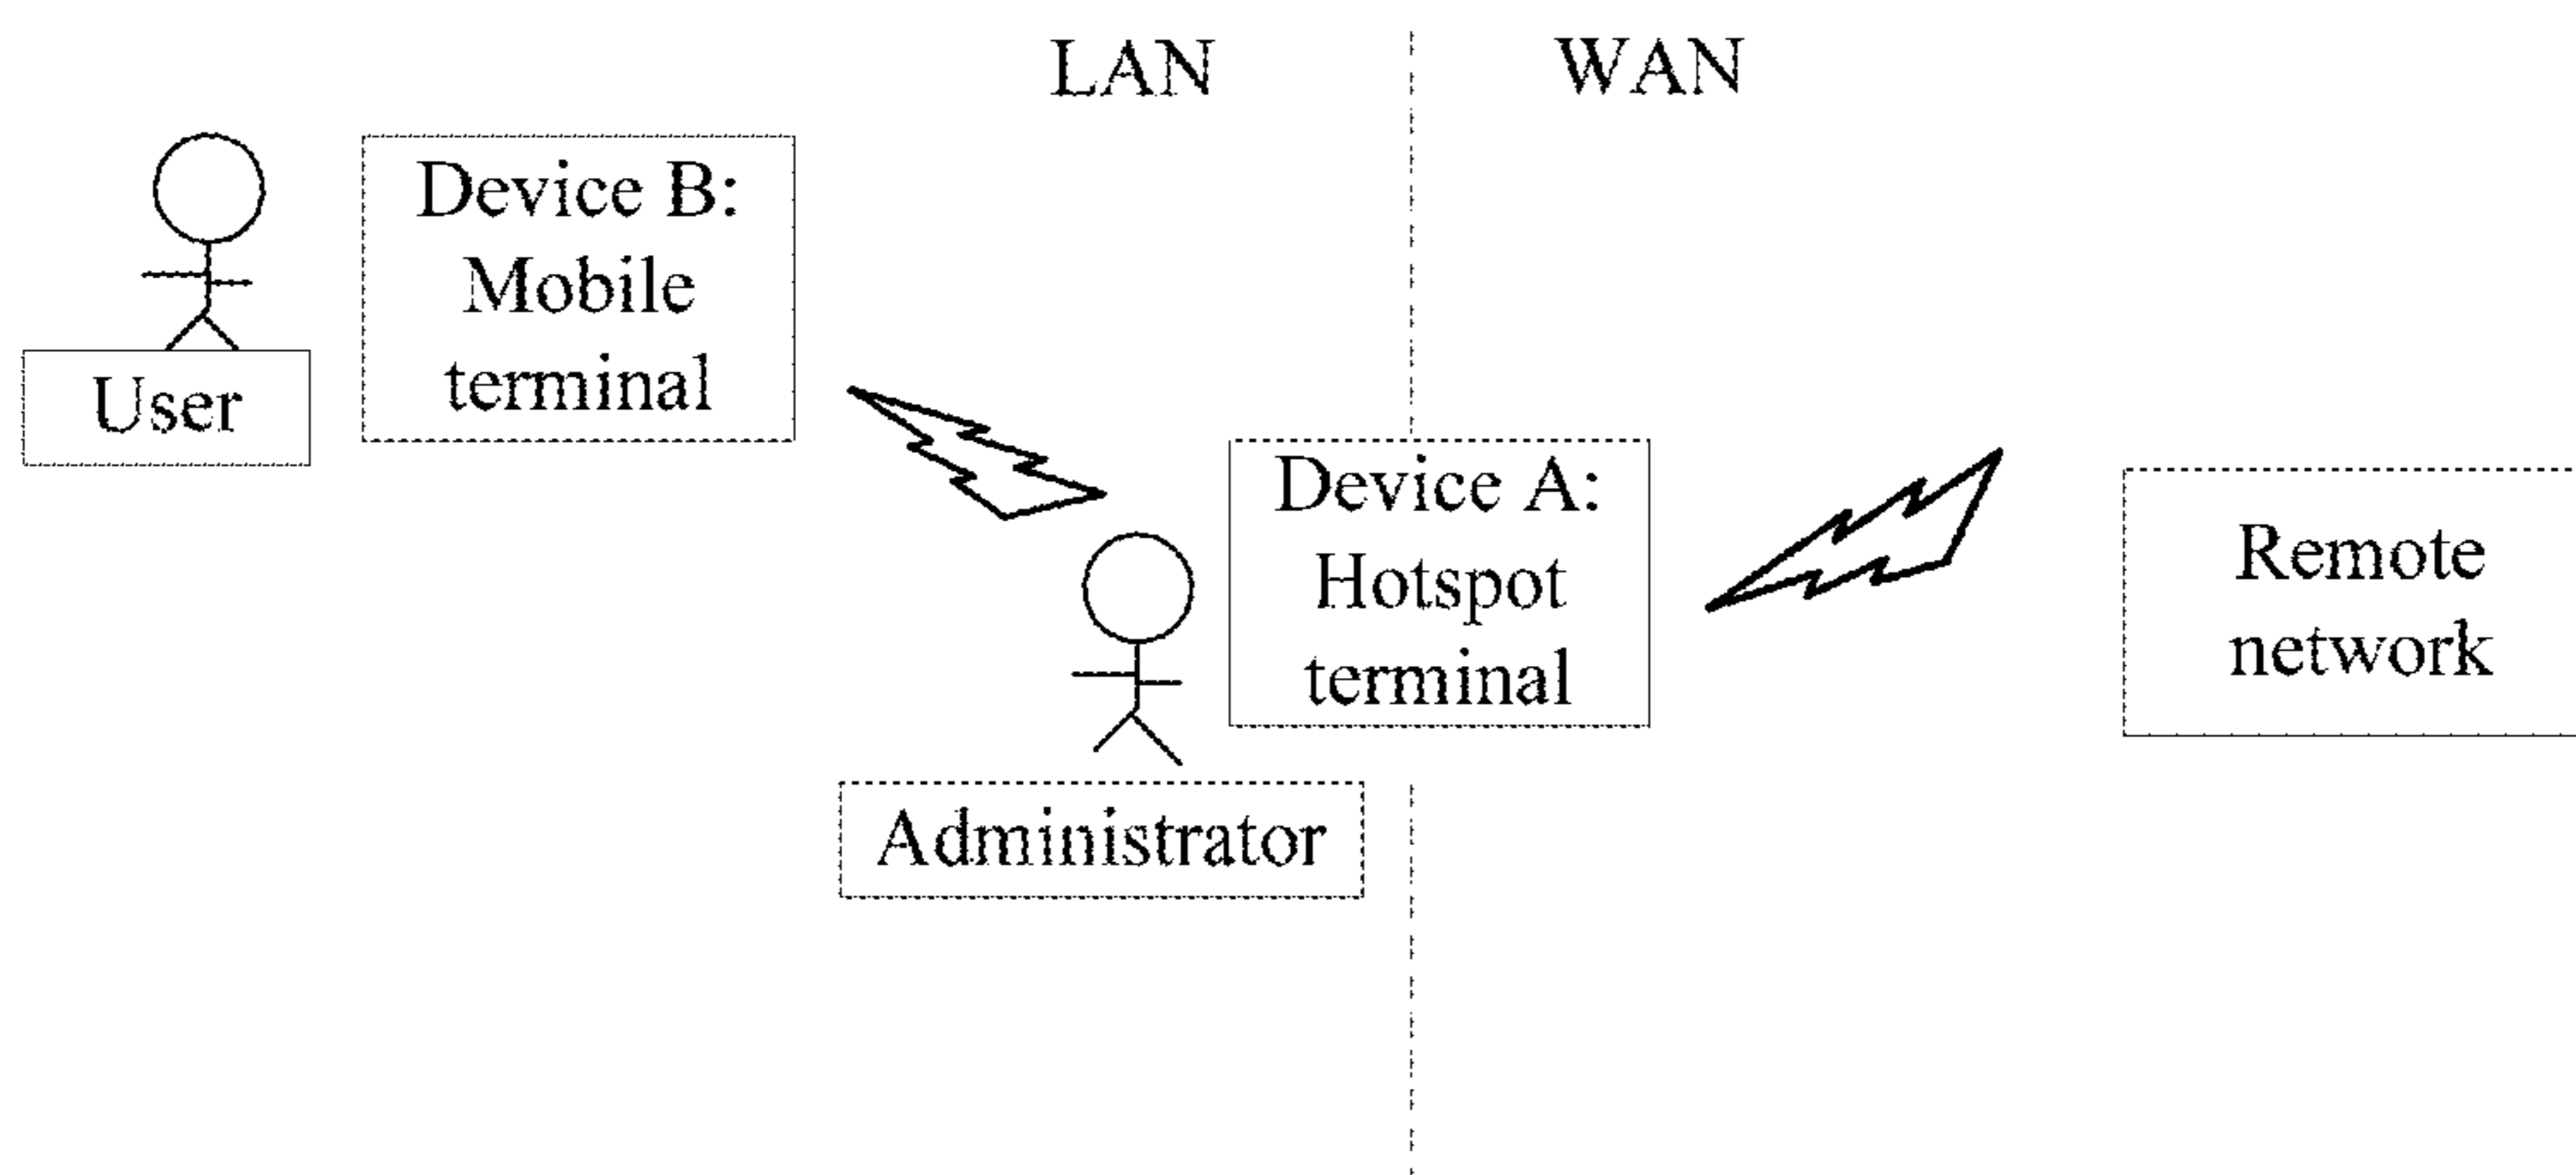 LAN
WAN
Device B:
Mobile
terminal
User
Device A:
Hotspot
terminal
Remote
network
Administrator